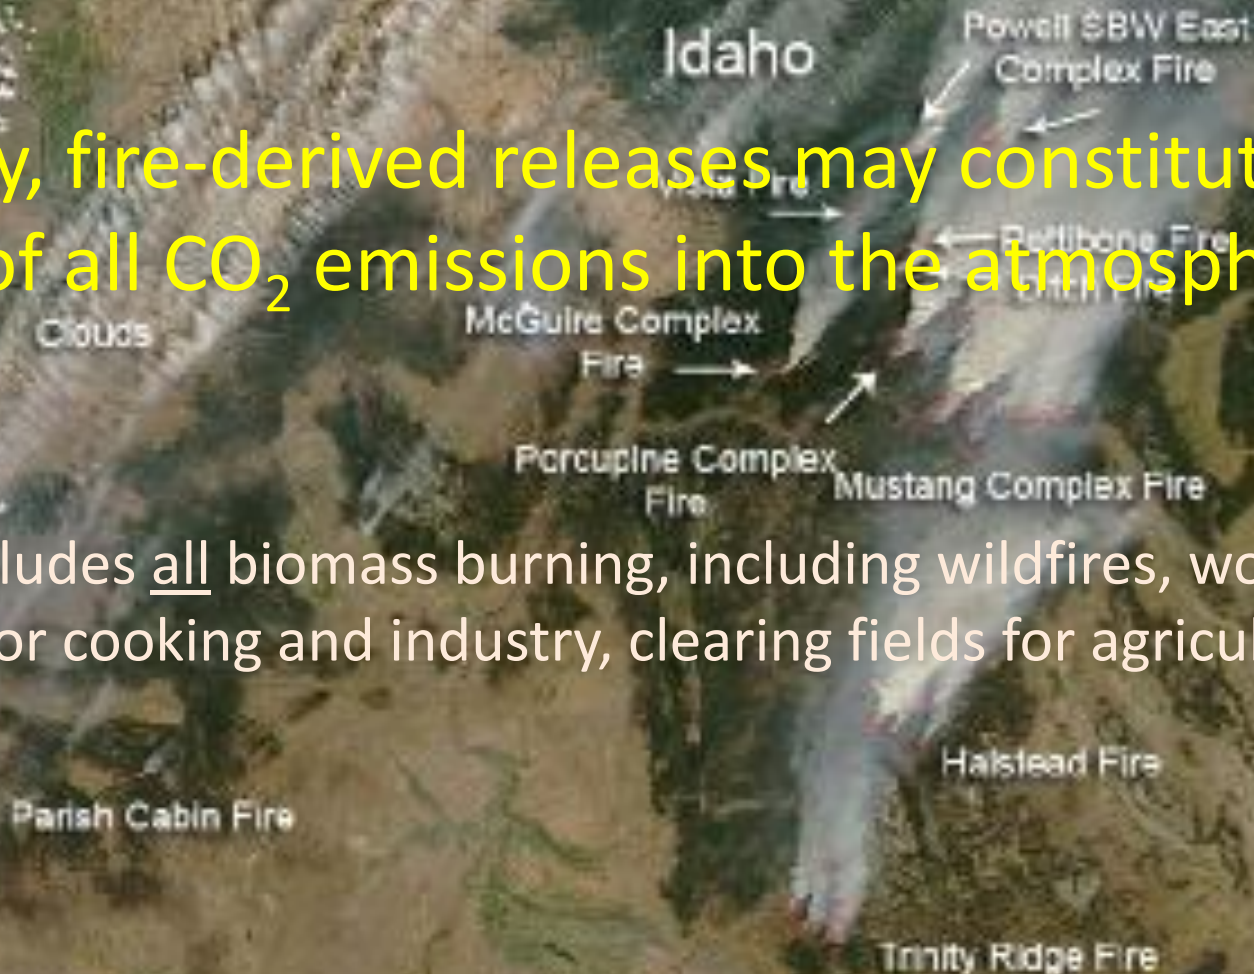 Powell SBW East
Idaho
Complex Fire
y, fire-derived releases may constitut
Fire
of all CO₂ emissions into the atmosph
Fire
Clouds
McGuire Complex
Fire
Porcupine Complex
Fire
Mustang Complex Fire
ludes all biomass burning, including wildfires, wo
or cooking and industry, clearing fields for agricul
Halstead Fire
Parish Cabin Fire
Trinity Ridge Fire